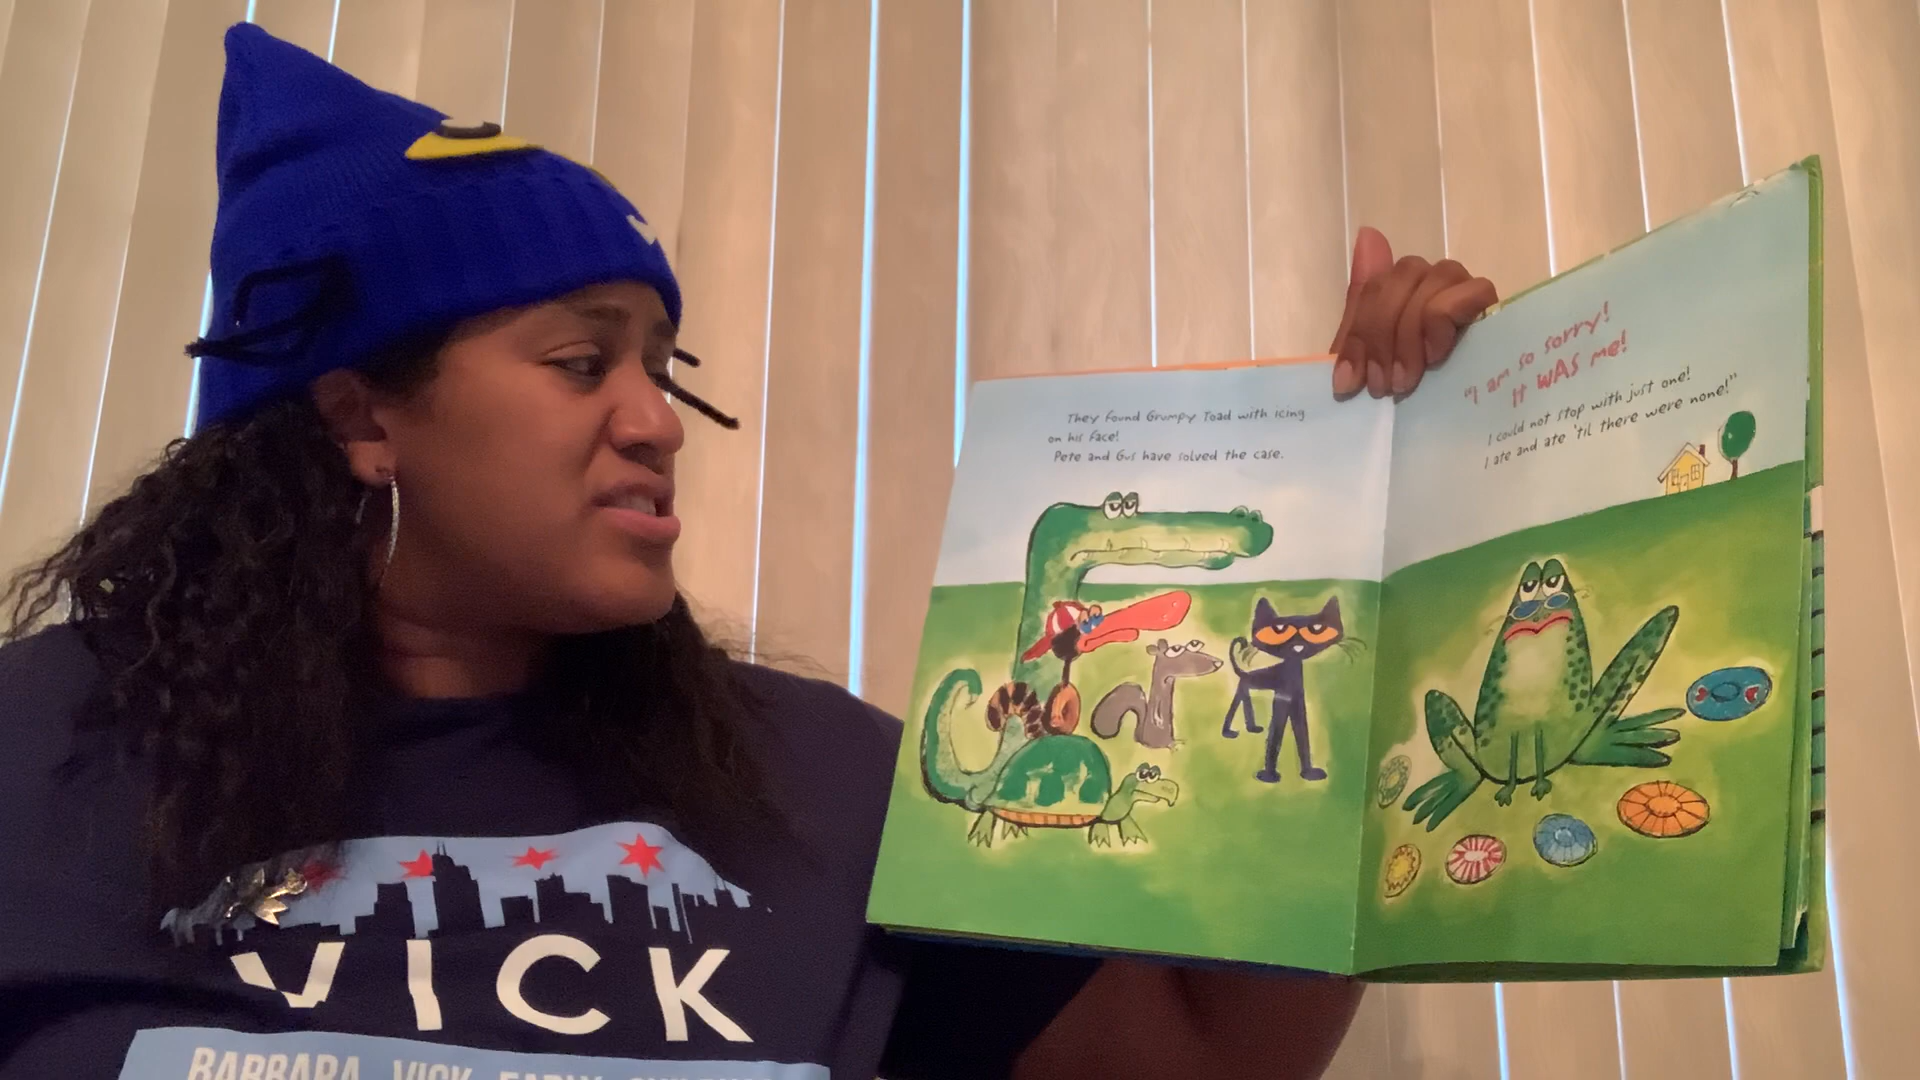 They found Grumpy Toad with icing
on his face!
Pete and Gus have solved the case.
"I am so sorry!
It WAS me!
I could not stop with just one!
I ate and ate 'til there were none!"
VICK
BARBARA VICK EARLY